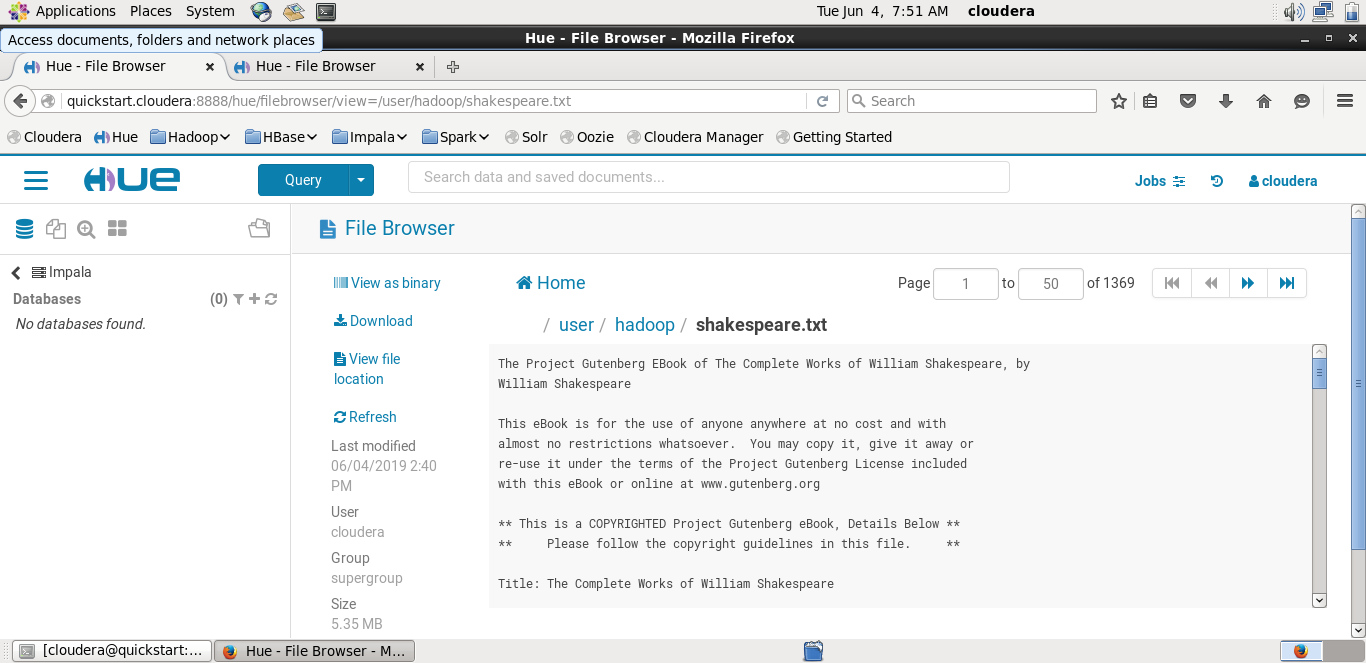 Applications Places System Tue Jun 4, 7:51 AM cloudera
Access documents, folders and network places
Hue - File Browser - Mozilla Firefox
Hue - File Browser Hue - File Browser
quickstart.cloudera:8888/hue/filebrowser/view=/user/hadoop/shakespeare.txt Search
Cloudera Hue Hadoop HBase Impala Spark Solr Oozie Cloudera Manager Getting Started
HUE Query Search data and saved documents... Jobs cloudera
File Browser
Impala
Databases (0)
No databases found.
View as binary
Download
View file
location
Refresh
Last modified
06/04/2019 2:40
PM
User
cloudera
Group
supergroup
Size
5.35 MB
Home Page 1 to 50 of 1369
/ user / hadoop / shakespeare.txt
The Project Gutenberg EBook of The Complete Works of William Shakespeare, by
William Shakespeare
This eBook is for the use of anyone anywhere at no cost and with
almost no restrictions whatsoever.  You may copy it, give it away or
re-use it under the terms of the Project Gutenberg License included
with this eBook or online at www.gutenberg.org
** This is a COPYRIGHTED Project Gutenberg eBook, Details Below **
**     Please follow the copyright guidelines in this file.     **
Title: The Complete Works of William Shakespeare
[cloudera@quickstart:... Hue - File Browser - M...